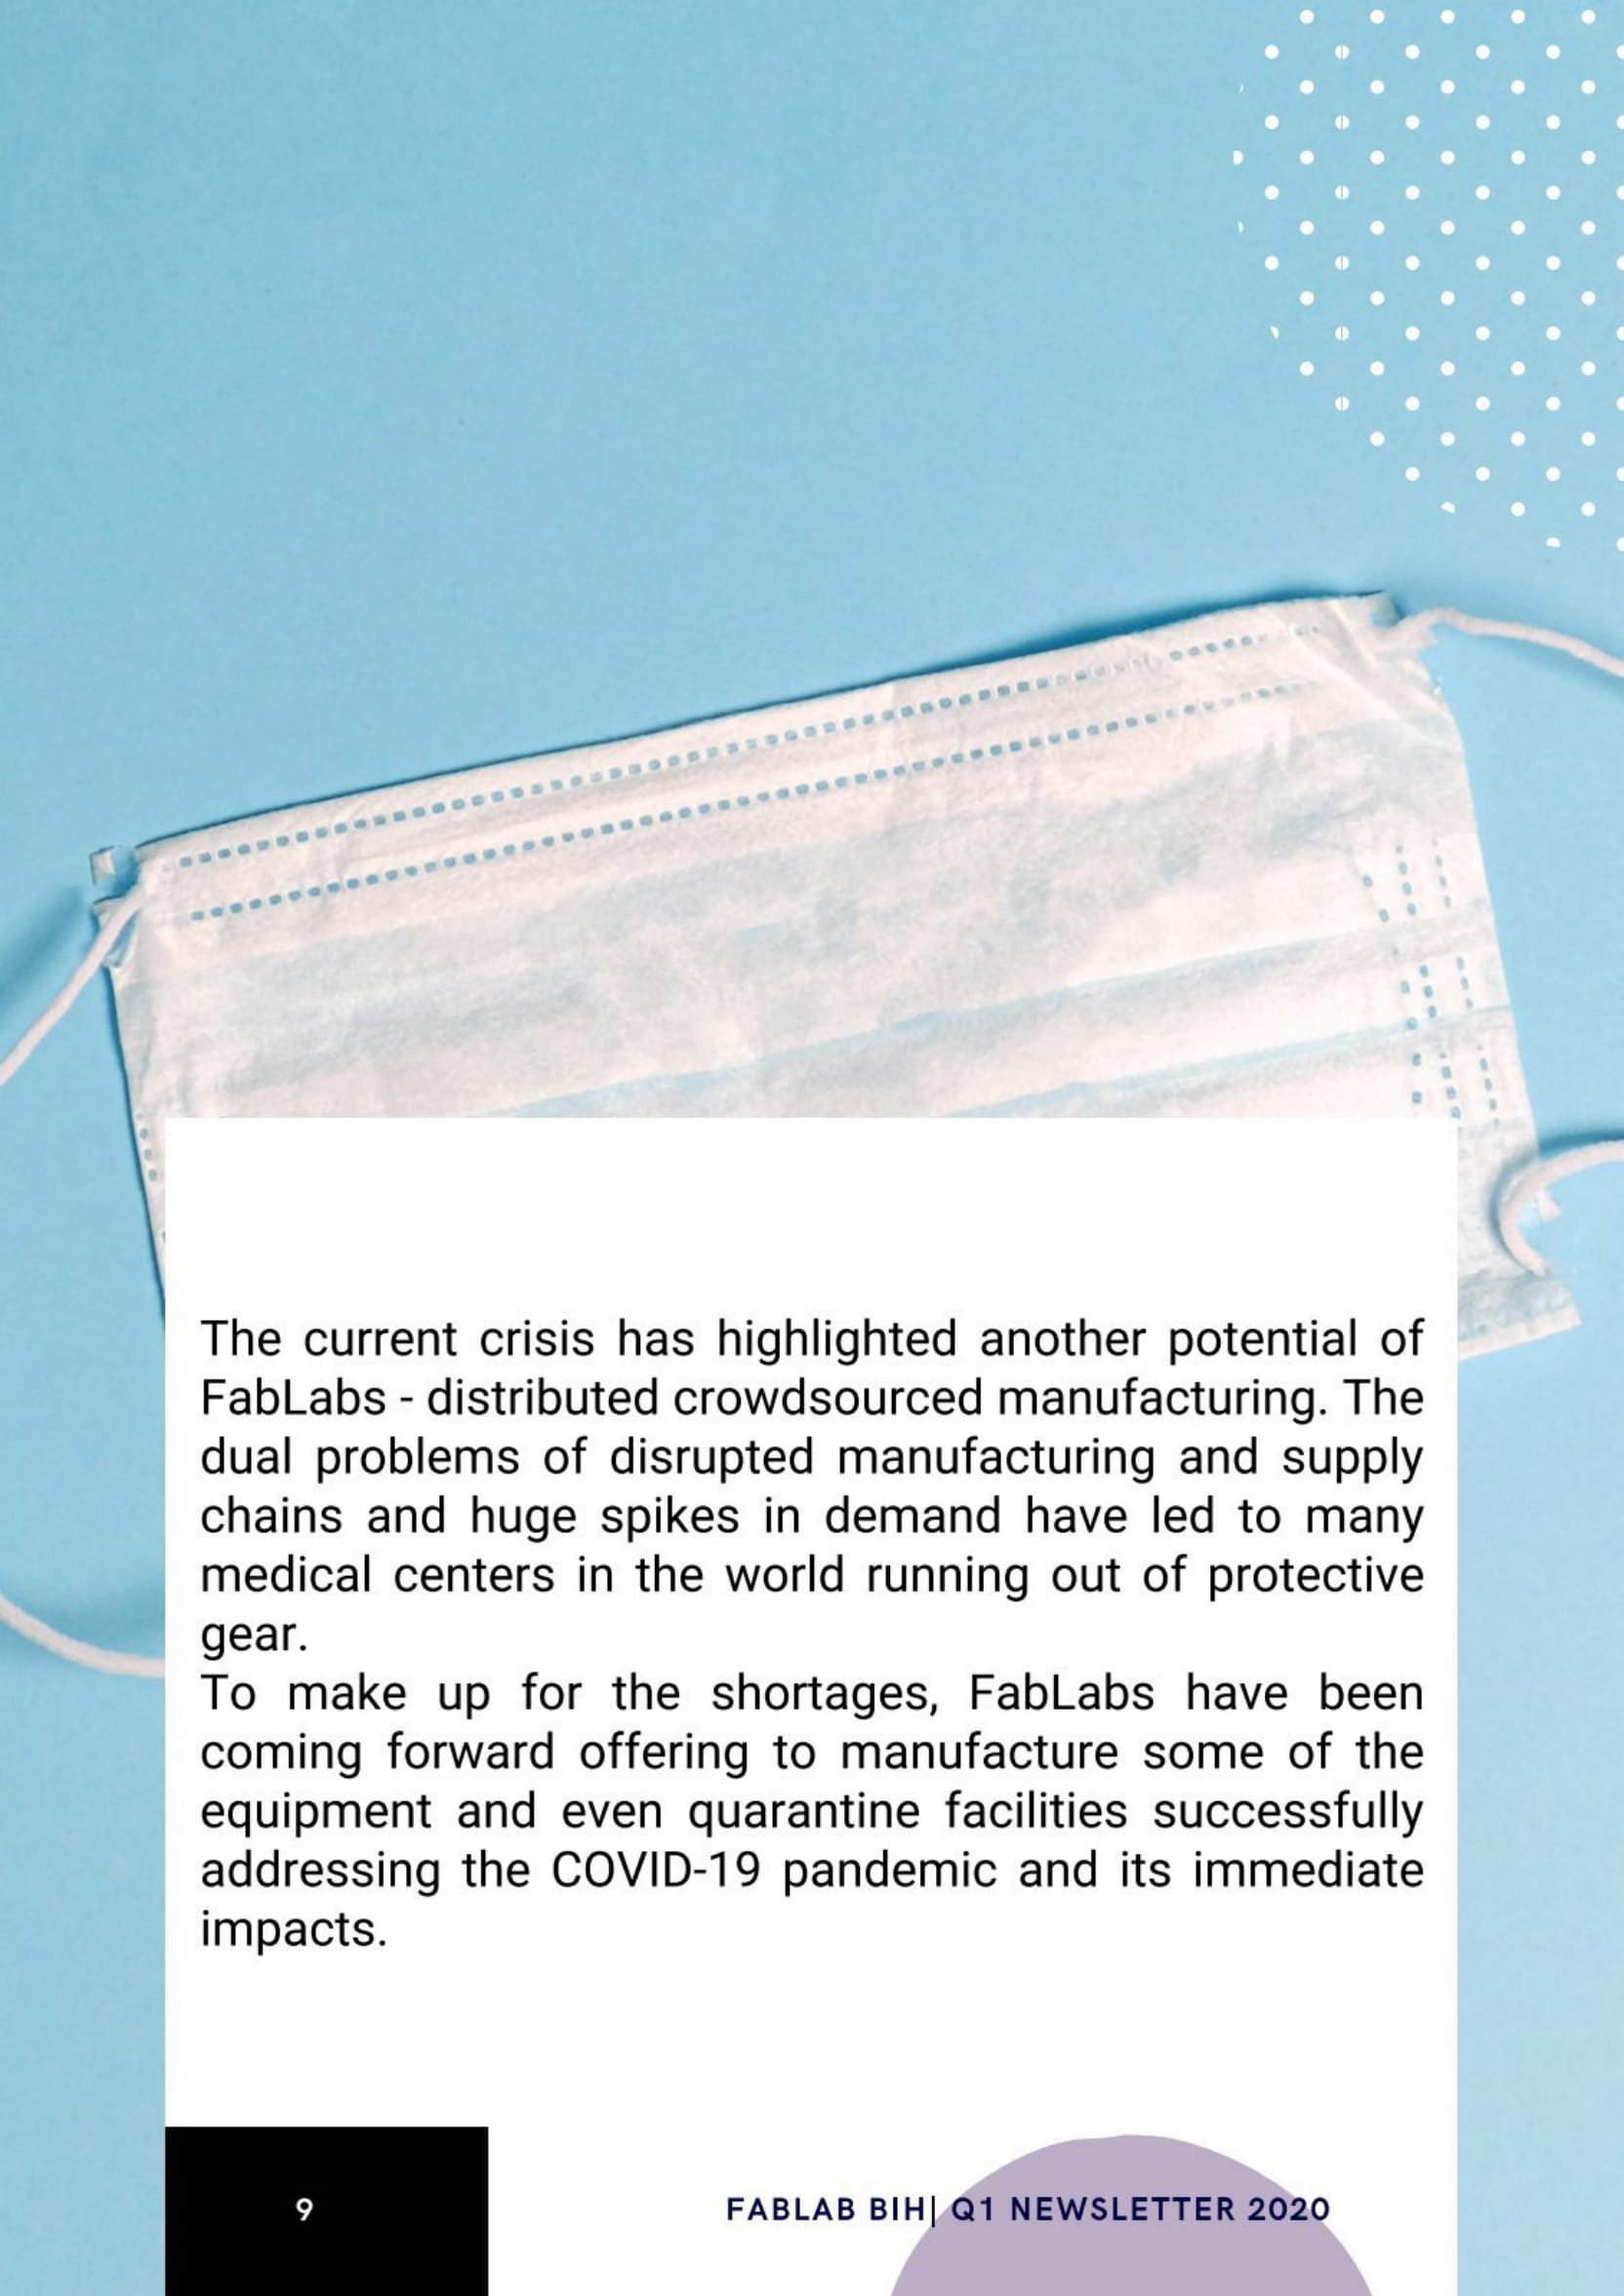 The current crisis has highlighted another potential of
FabLabs - distributed crowdsourced manufacturing. The
dual problems of disrupted manufacturing and supply
chains and huge spikes in demand have led to many
medical centers in the world running out of protective
gear.
To make up for the shortages, FabLabs have been
coming forward offering to manufacture some of the
equipment and even quarantine facilities successfully
addressing the COVID-19 pandemic and its immediate
impacts.
9
FABLAB BIH| Q1 NEWSLETTER 2020